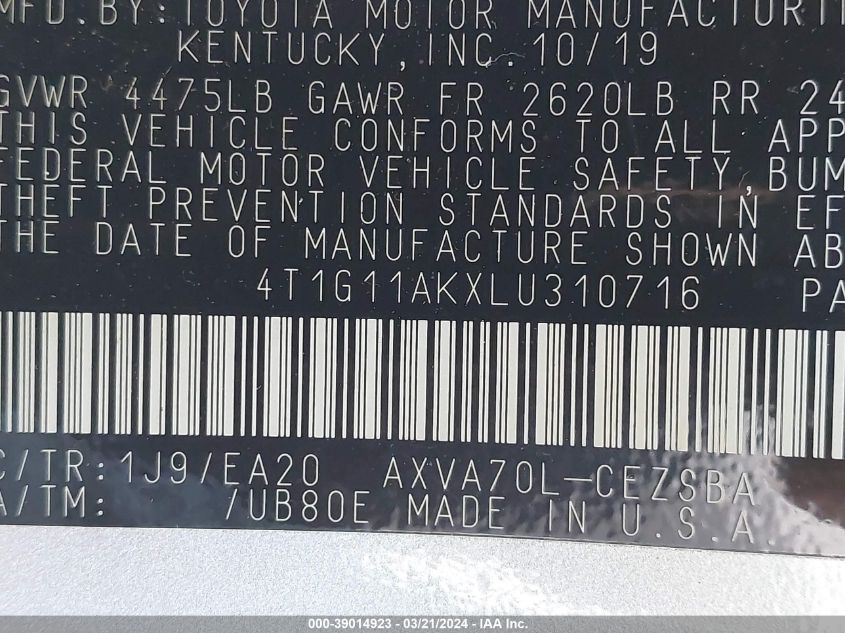 MFD.BY:TOYOTA MOTOR MANUFACTURI
KENTUCKY,INC. 10/19
GVWR 4475LB GAWR FR 2620LB RR 24
THIS VEHICLE CONFORMS TO ALL APP
FEDERAL MOTOR VEHICLE SAFETY,BUM
THEFT PREVENTION STANDARDS IN EF
THE DATE OF MANUFACTURE SHOWN AB
4T1G11AKXLU310716 PA
C/TR:1J9/EA20 AXVA70L-CEZSBA
A/TM: /UB80E MADE IN U.S.A.
000-39014923 - 03/21/2024 - AXVA Inc.